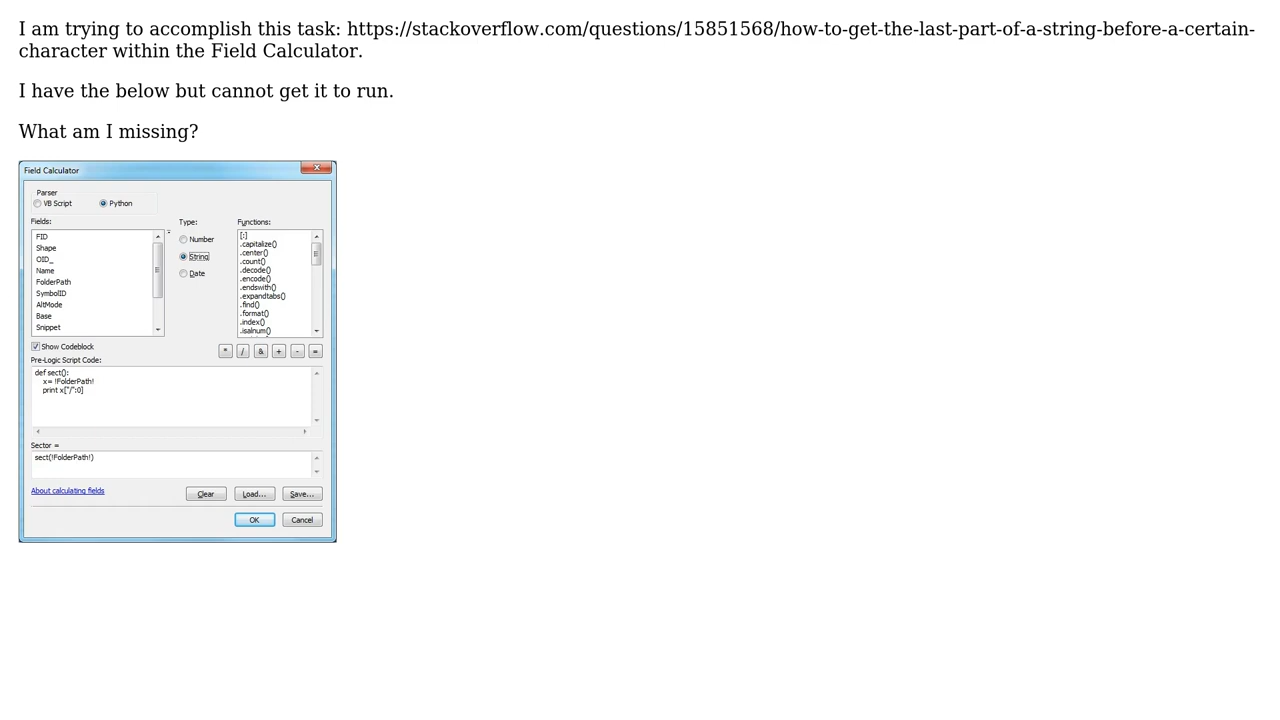 I am trying to accomplish this task: https://stackoverflow.com/questions/15851568/how-to-get-the-last-part-of-a-string-before-a-certain-
character within the Field Calculator.
I have the below but cannot get it to run.
What am I missing?
Field Calculator
Parser
VB Script
Python
Fields:
FID
Shape
OID_
Name
FolderPath
SymbolID
AltMode
Base
Snippet
Type:
Number
String
Date
Functions:
[:]
.capitalize()
.center()
.count()
.decode()
.encode()
.endswith()
.expandtabs()
.find()
.format()
.index()
.isalnum()
Show Codeblock
* / & + - =
Pre-Logic Script Code:
def sect():
x= !FolderPath!
print x["/":0]
Sector =
sect(!FolderPath!)
About calculating fields
Clear
Load...
Save...
OK
Cancel